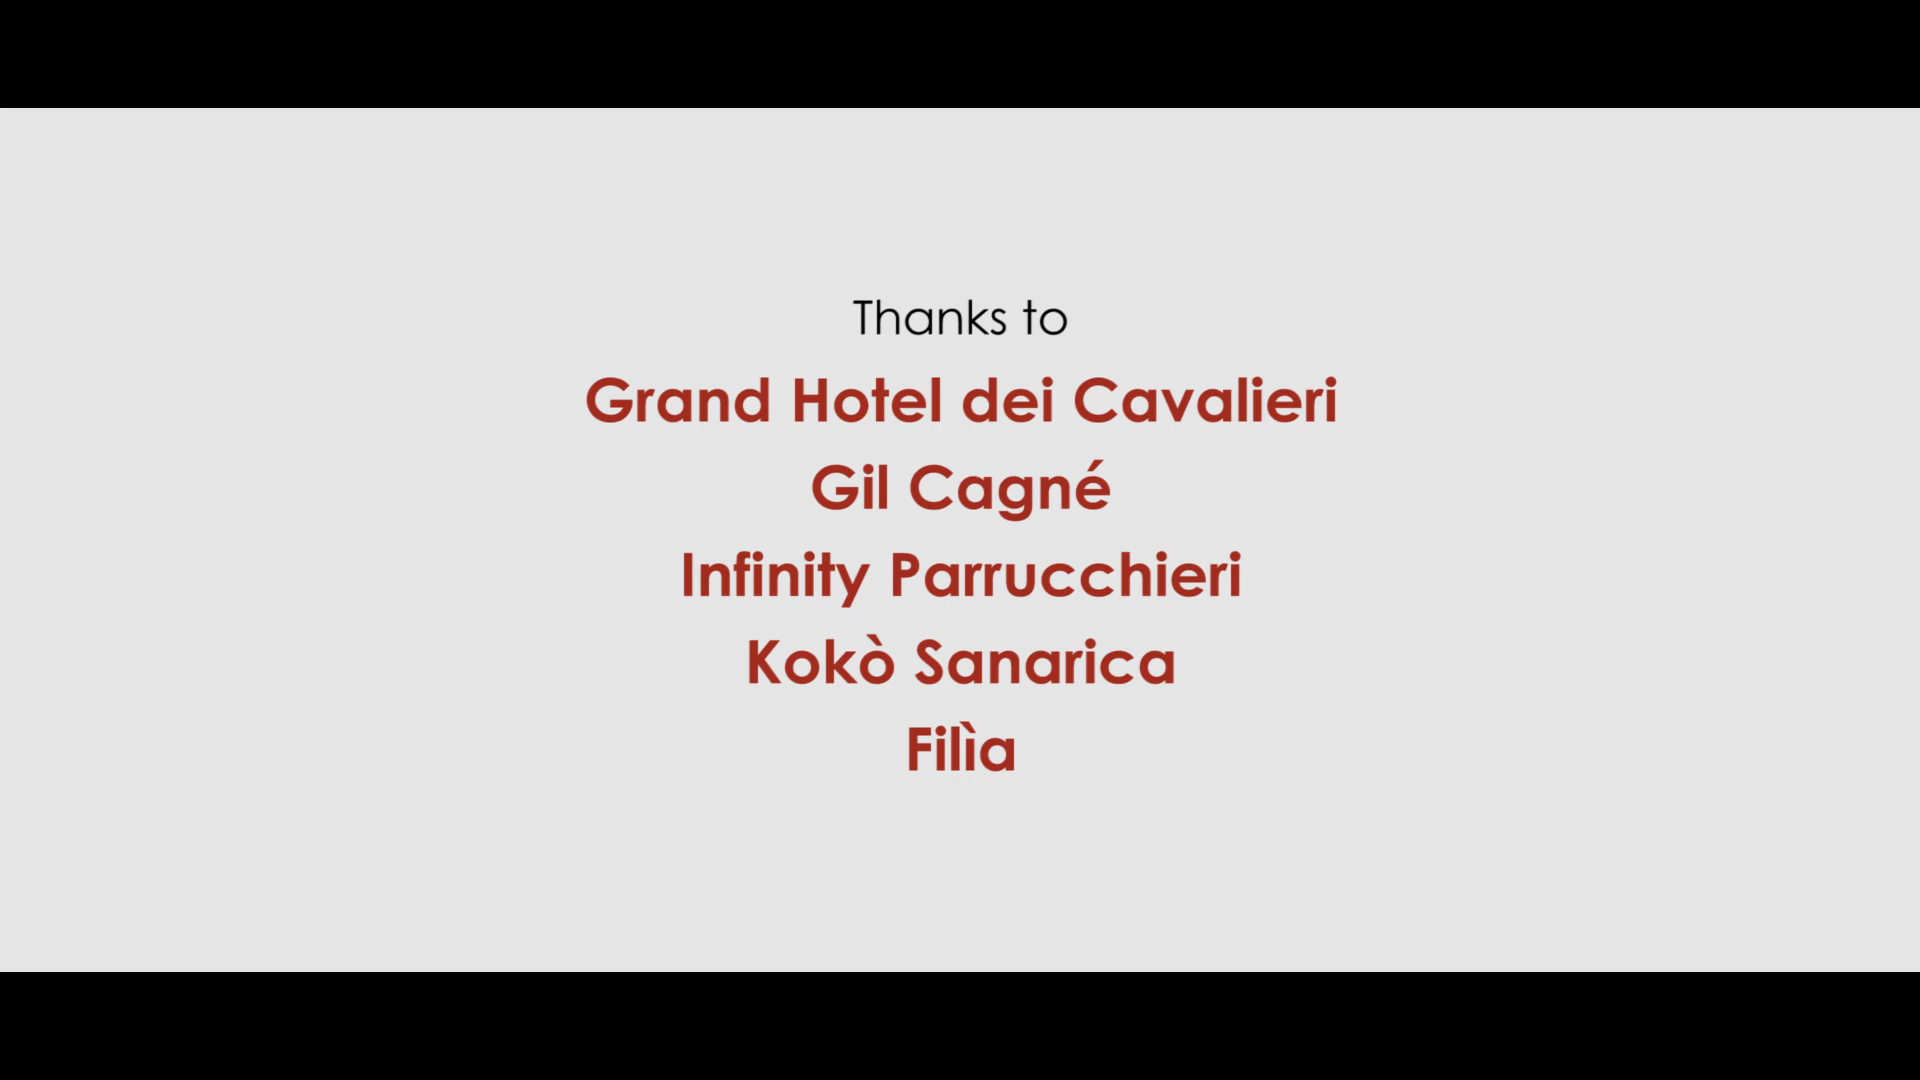 Thanks to
Grand Hotel dei Cavalieri
Gil Cagné
Infinity Parrucchieri
Kokò Sanarica
Filìa